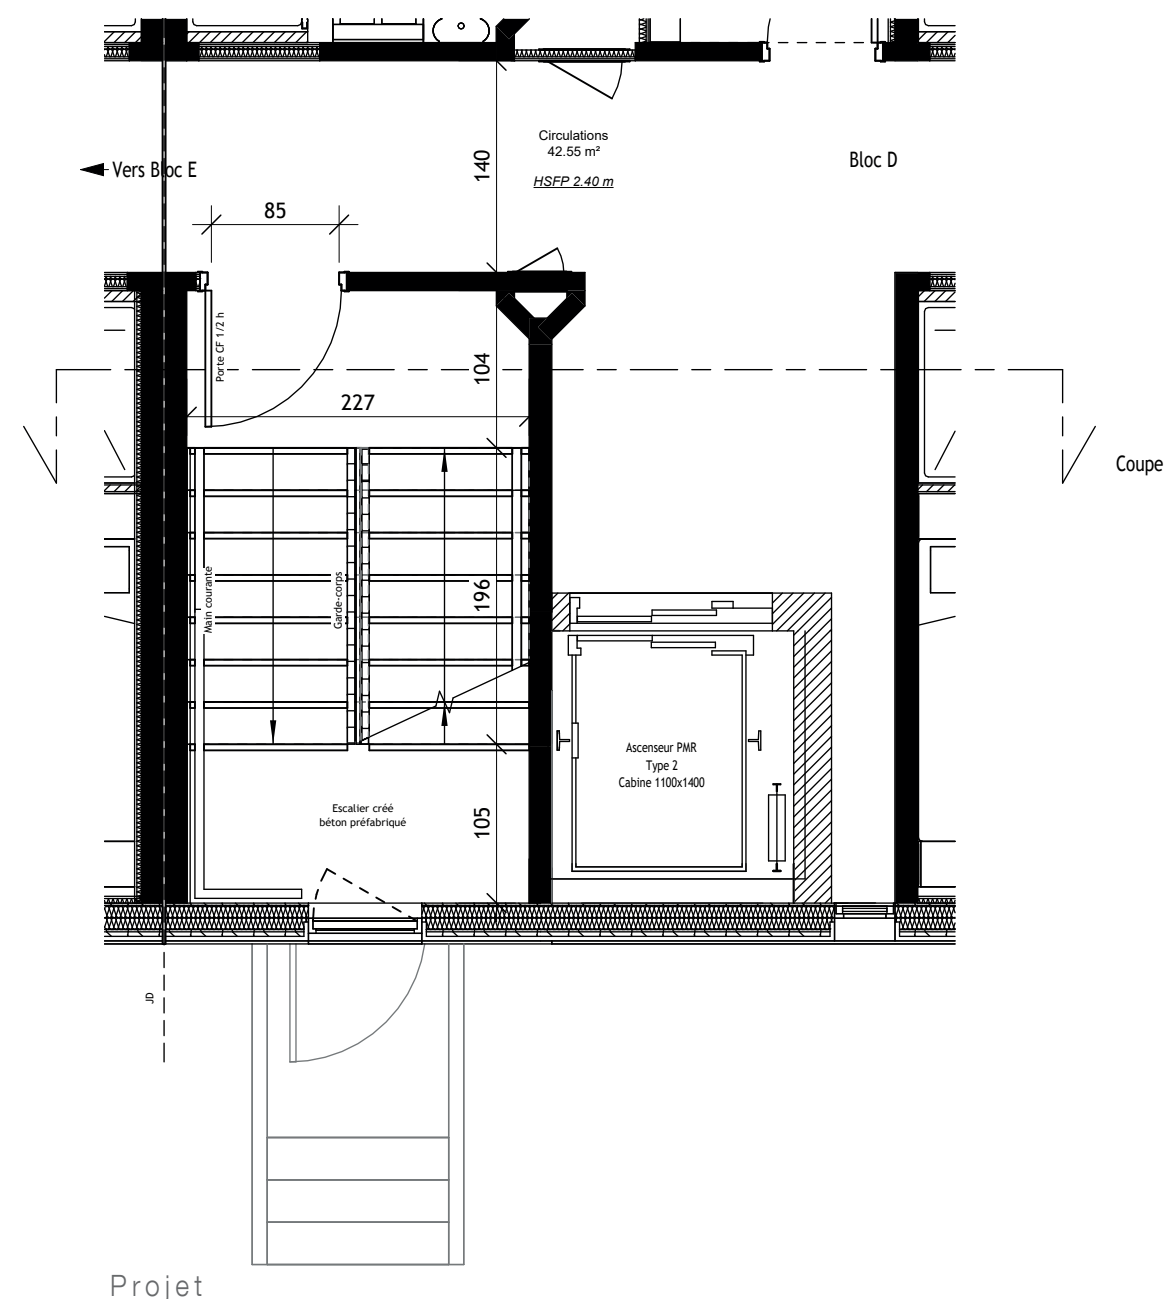 Circulations
42.55 m²
HSFP 2.40 m
140
Bloc D
Vers Bloc E
85
Porte CF 1/2 h
104
227
Coupe
Main courante
Garde-corps
196
Ascenseur PMR
Type 2
Cabine 1100x1400
Escalier créé
béton préfabriqué
105
JD
Projet